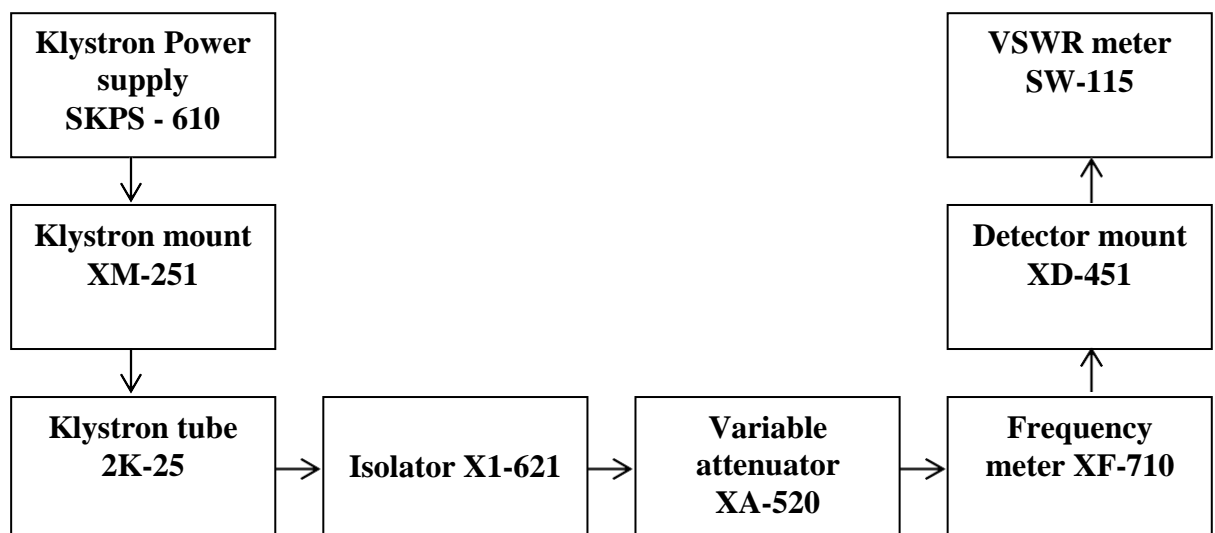 Klystron Power
supply
SKPS - 610
Klystron mount
XM-251
Klystron tube
2K-25
Isolator X1-621
Variable
attenuator
XA-520
Frequency
meter XF-710
Detector mount
XD-451
VSWR meter
SW-115